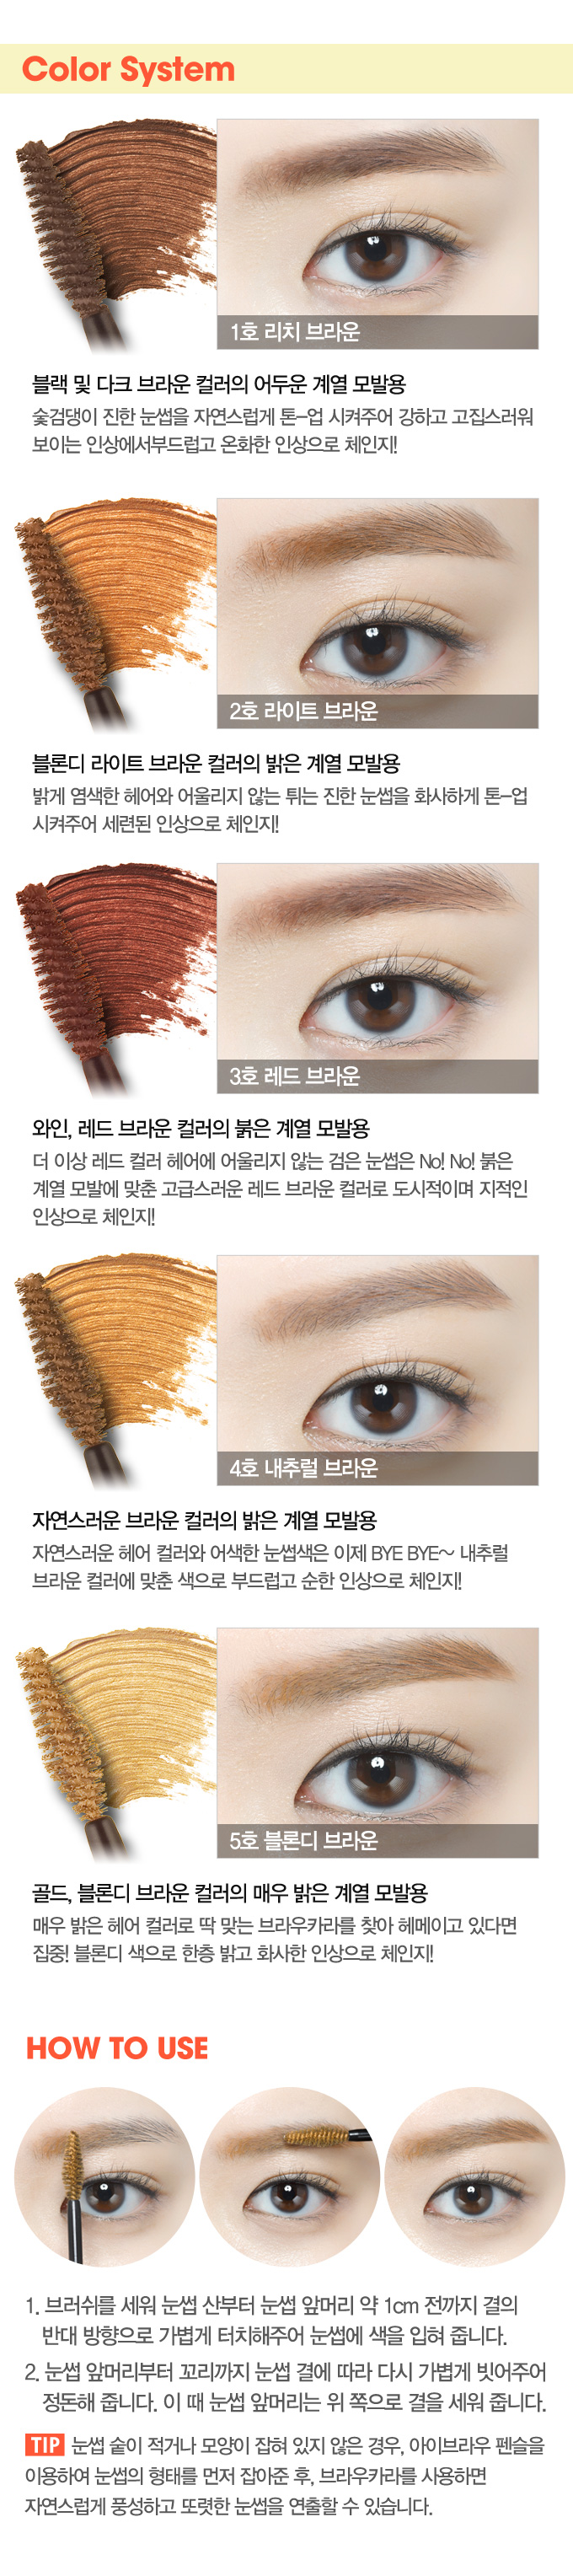 Color System
1호 리치 브라운
블랙 및 다크 브라운 컬러의 어두운 계열 모발용
숯검댕이 진한 눈썹을 자연스럽게 톤-업 시켜주어 강하고 고집스러워
보이는 인상에서부드럽고 온화한 인상으로 체인지!
2호 라이트 브라운
블론디 라이트 브라운 컬러의 밝은 계열 모발용
밝게 염색한 헤어와 어울리지 않는 튀는 진한 눈썹을 화사하게 톤-업
시켜주어 세련된 인상으로 체인지!
3호 레드 브라운
와인, 레드 브라운 컬러의 붉은 계열 모발용
더 이상 레드 컬러 헤어에 어울리지 않는 검은 눈썹은 No! No! 붉은
계열 모발에 맞춘 고급스러운 레드 브라운 컬러로 도시적이며 지적인
인상으로 체인지!
4호 내추럴 브라운
자연스러운 브라운 컬러의 밝은 계열 모발용
자연스러운 헤어 컬러와 어색한 눈썹색은 이제 BYE BYE~ 내추럴
브라운 컬러에 맞춘 색으로 부드럽고 순한 인상으로 체인지!
5호 블론디 브라운
골드, 블론디 브라운 컬러의 매우 밝은 계열 모발용
매우 밝은 헤어 컬러로 딱 맞는 브라우카라를 찾아 헤메이고 있다면
집중! 블론디 색으로 한층 밝고 화사한 인상으로 체인지!
HOW TO USE
1. 브러쉬를 세워 눈썹 산부터 눈썹 앞머리 약 1cm 전까지 결의
반대 방향으로 가볍게 터치해주어 눈썹에 색을 입혀 줍니다.
2. 눈썹 앞머리부터 꼬리까지 눈썹 결에 따라 다시 가볍게 빗어주어
정돈해 줍니다. 이 때 눈썹 앞머리는 위 쪽으로 결을 세워 줍니다.
TIP 눈썹 숱이 적거나 모양이 잡혀 있지 않은 경우, 아이브라우 펜슬을
이용하여 눈썹의 형태를 먼저 잡아준 후, 브라우카라를 사용하면
자연스럽게 풍성하고 또렷한 눈썹을 연출할 수 있습니다.